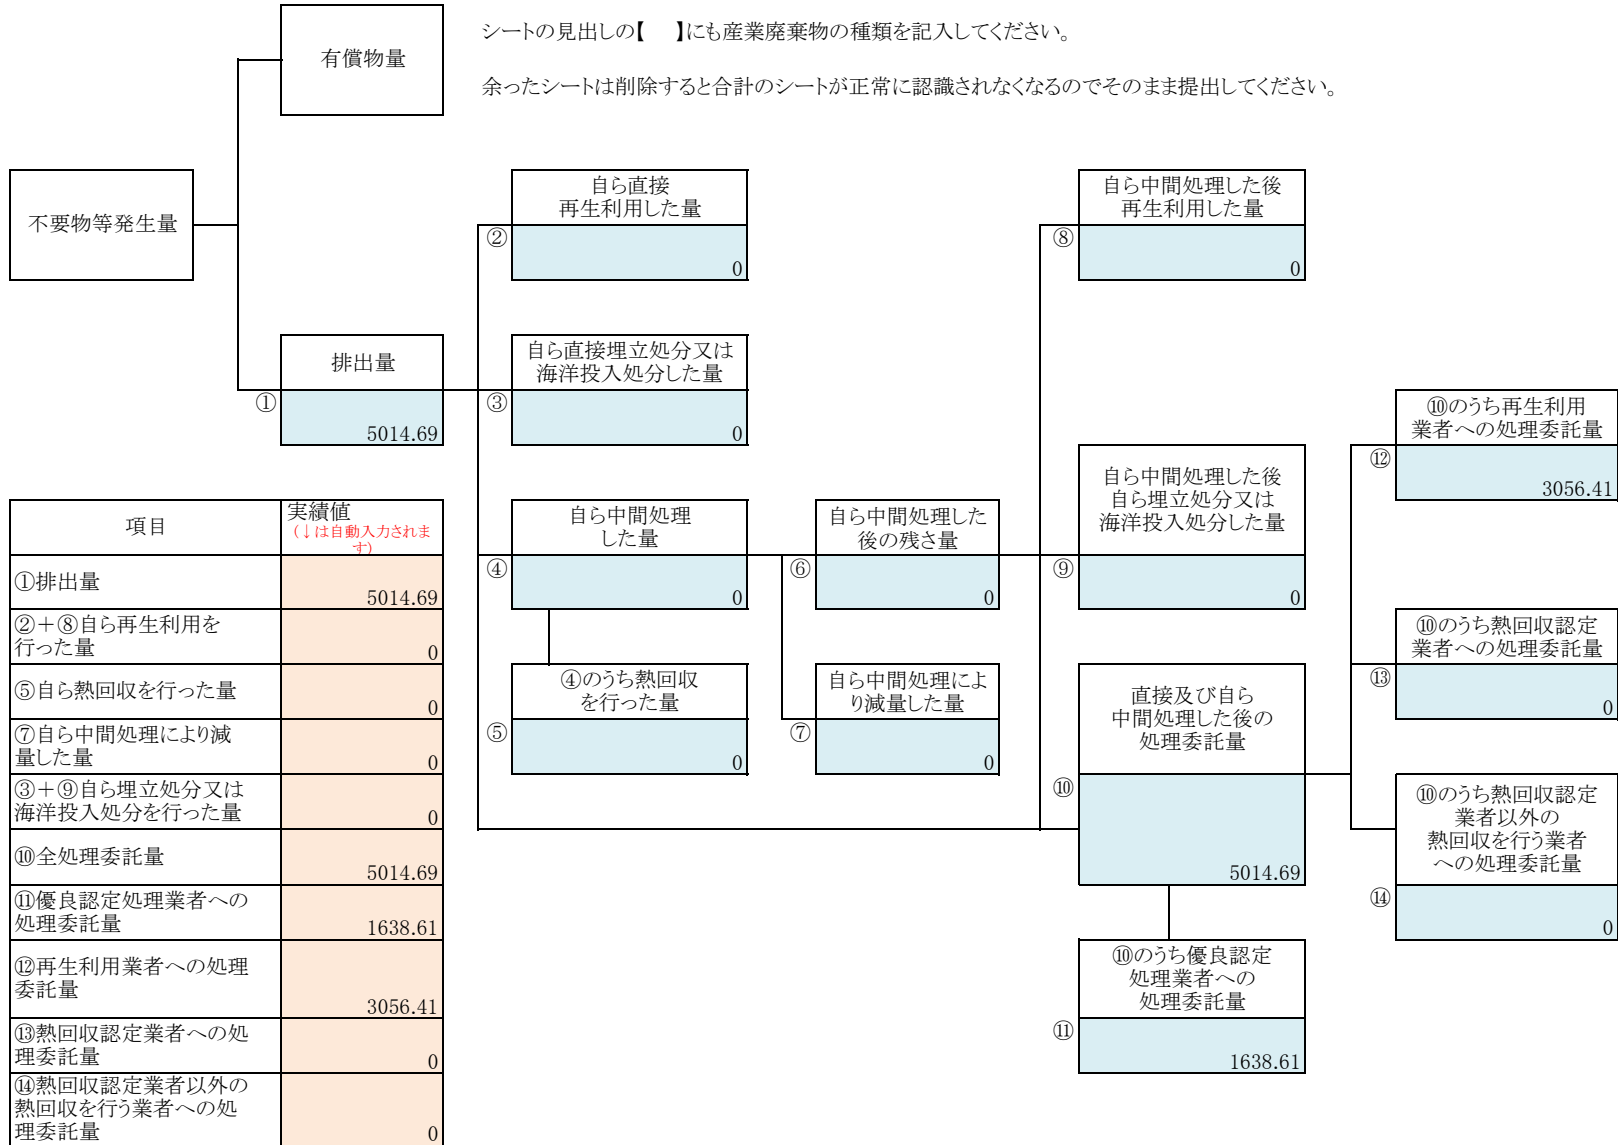 シートの見出しの【　】にも産業廃棄物の種類を記入してください。
余ったシートは削除すると合計のシートが正常に認識されなくなるのでそのまま提出してください。
有償物量
不要物等発生量
排出量
①
5014.69
自ら直接
再生利用した量
②
0
自ら直接埋立処分又は
海洋投入処分した量
③
0
自ら中間処理
した量
④
0
④のうち熱回収
を行った量
⑤
0
自ら中間処理した
後の残さ量
⑥
0
自ら中間処理によ
り減量した量
⑦
0
自ら中間処理した後
再生利用した量
⑧
0
自ら中間処理した後
自ら埋立処分又は
海洋投入処分した量
⑨
0
直接及び自ら
中間処理した後の
処理委託量
⑩
5014.69
⑩のうち優良認定
処理業者への
処理委託量
⑪
1638.61
⑩のうち再生利用
業者への処理委託量
⑫
3056.41
⑩のうち熱回収認定
業者への処理委託量
⑬
0
⑩のうち熱回収認定
業者以外の
熱回収を行う業者
への処理委託量
⑭
0
項目
実績値
(↓は自動入力されま
す)
①排出量
5014.69
②＋⑧自ら再生利用を
行った量
0
⑤自ら熱回収を行った量
0
⑦自ら中間処理により減
量した量
0
③＋⑨自ら埋立処分又は
海洋投入処分を行った量
0
⑩全処理委託量
5014.69
⑪優良認定処理業者への
処理委託量
1638.61
⑫再生利用業者への処理
委託量
3056.41
⑬熱回収認定業者への処
理委託量
0
⑭熱回収認定業者以外の
熱回収を行う業者への処
理委託量
0